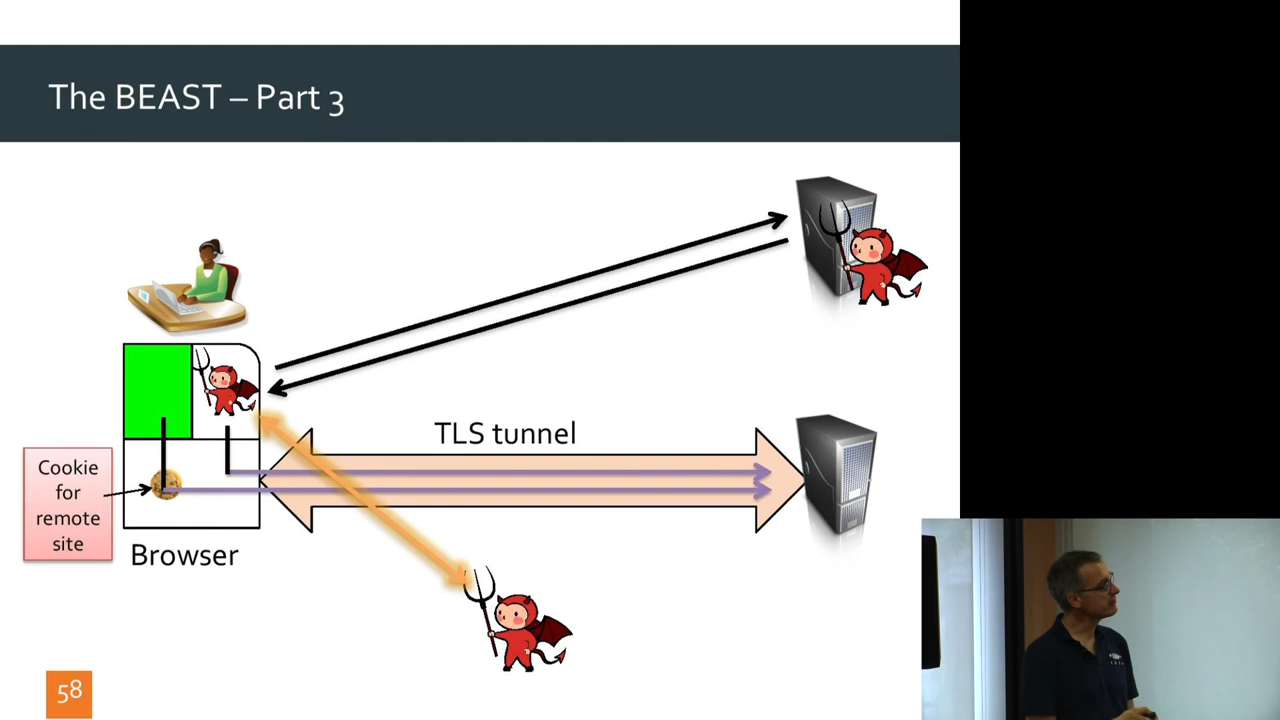 The BEAST – Part 3
TLS tunnel
Cookie
for
remote
site
Browser
58